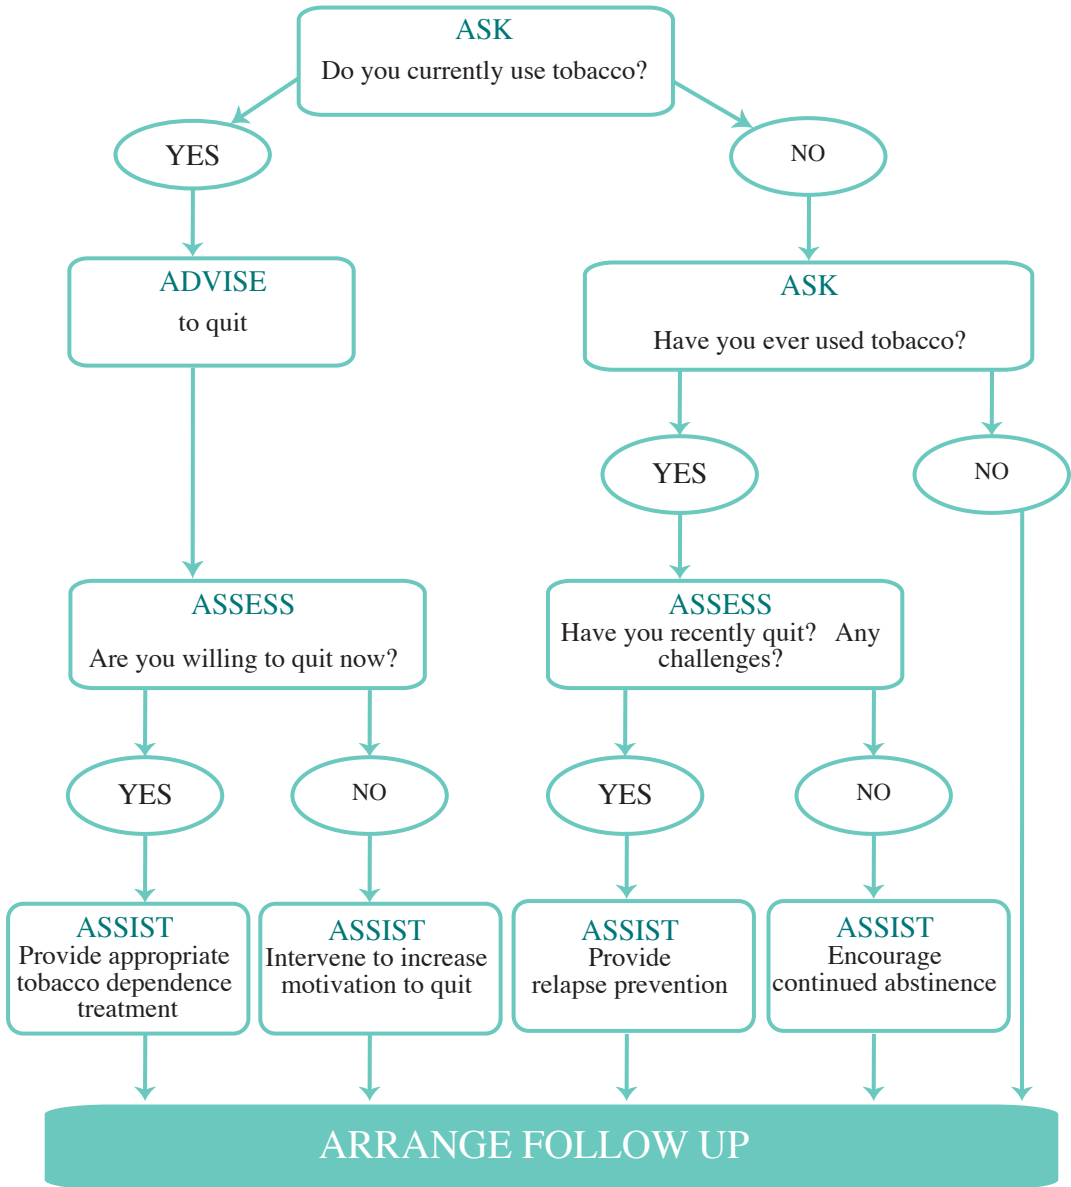 ASK
Do you currently use tobacco?
YES
NO
ADVISE
to quit
ASK
Have you ever used tobacco?
YES
NO
ASSESS
Are you willing to quit now?
ASSESS
Have you recently quit? Any
challenges?
YES
NO
YES
NO
ASSIST
Provide appropriate
tobacco dependence
treatment
ASSIST
Intervene to increase
motivation to quit
ASSIST
Provide
relapse prevention
ASSIST
Encourage
continued abstinence
ARRANGE FOLLOW UP